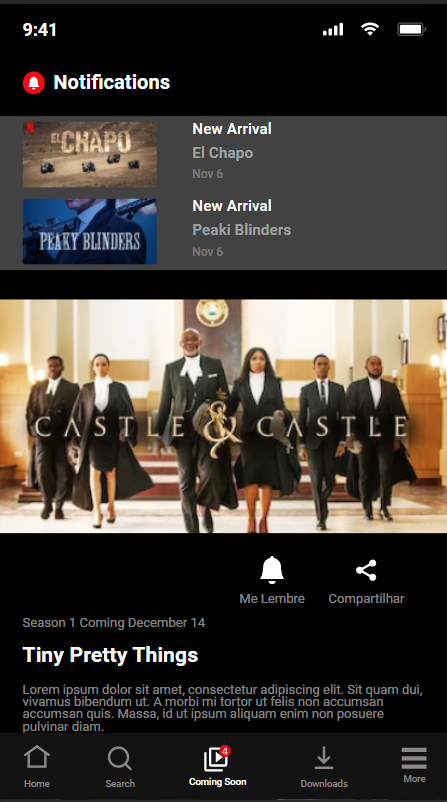 9:41
Notifications
EL CHAPO
New Arrival
El Chapo
Nov 6
PEAKY BLINDERS
New Arrival
Peaki Blinders
Nov 6
CASTLE & CASTLE
Me Lembre
Compartilhar
Season 1 Coming December 14
Tiny Pretty Things
Lorem ipsum dolor sit amet, consectetur adipiscing elit. Sit quam dui,
vivamus bibendum ut. A morbi mi tortor ut felis non accumsan
accumsan quis. Massa, id ut ipsum aliquam enim non posuere
pulvinar diam.
4
Home
Search
Coming Soon
Downloads
More